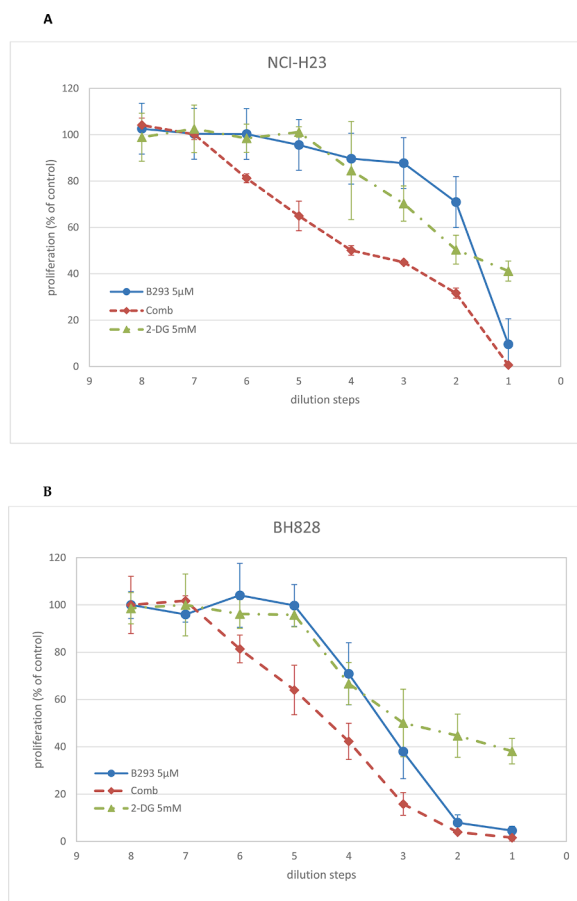 A
NCI-H23
120
100
80
60
40
20
0
proliferation (% of control)
B293 5µM
Comb
2-DG 5mM
9 8 7 6 5 4 3 2 1 0
dilution steps
B
BH828
120
100
80
60
40
20
0
proliferation (% of control)
B293 5µM
Comb
2-DG 5mM
9 8 7 6 5 4 3 2 1 0
dilution steps